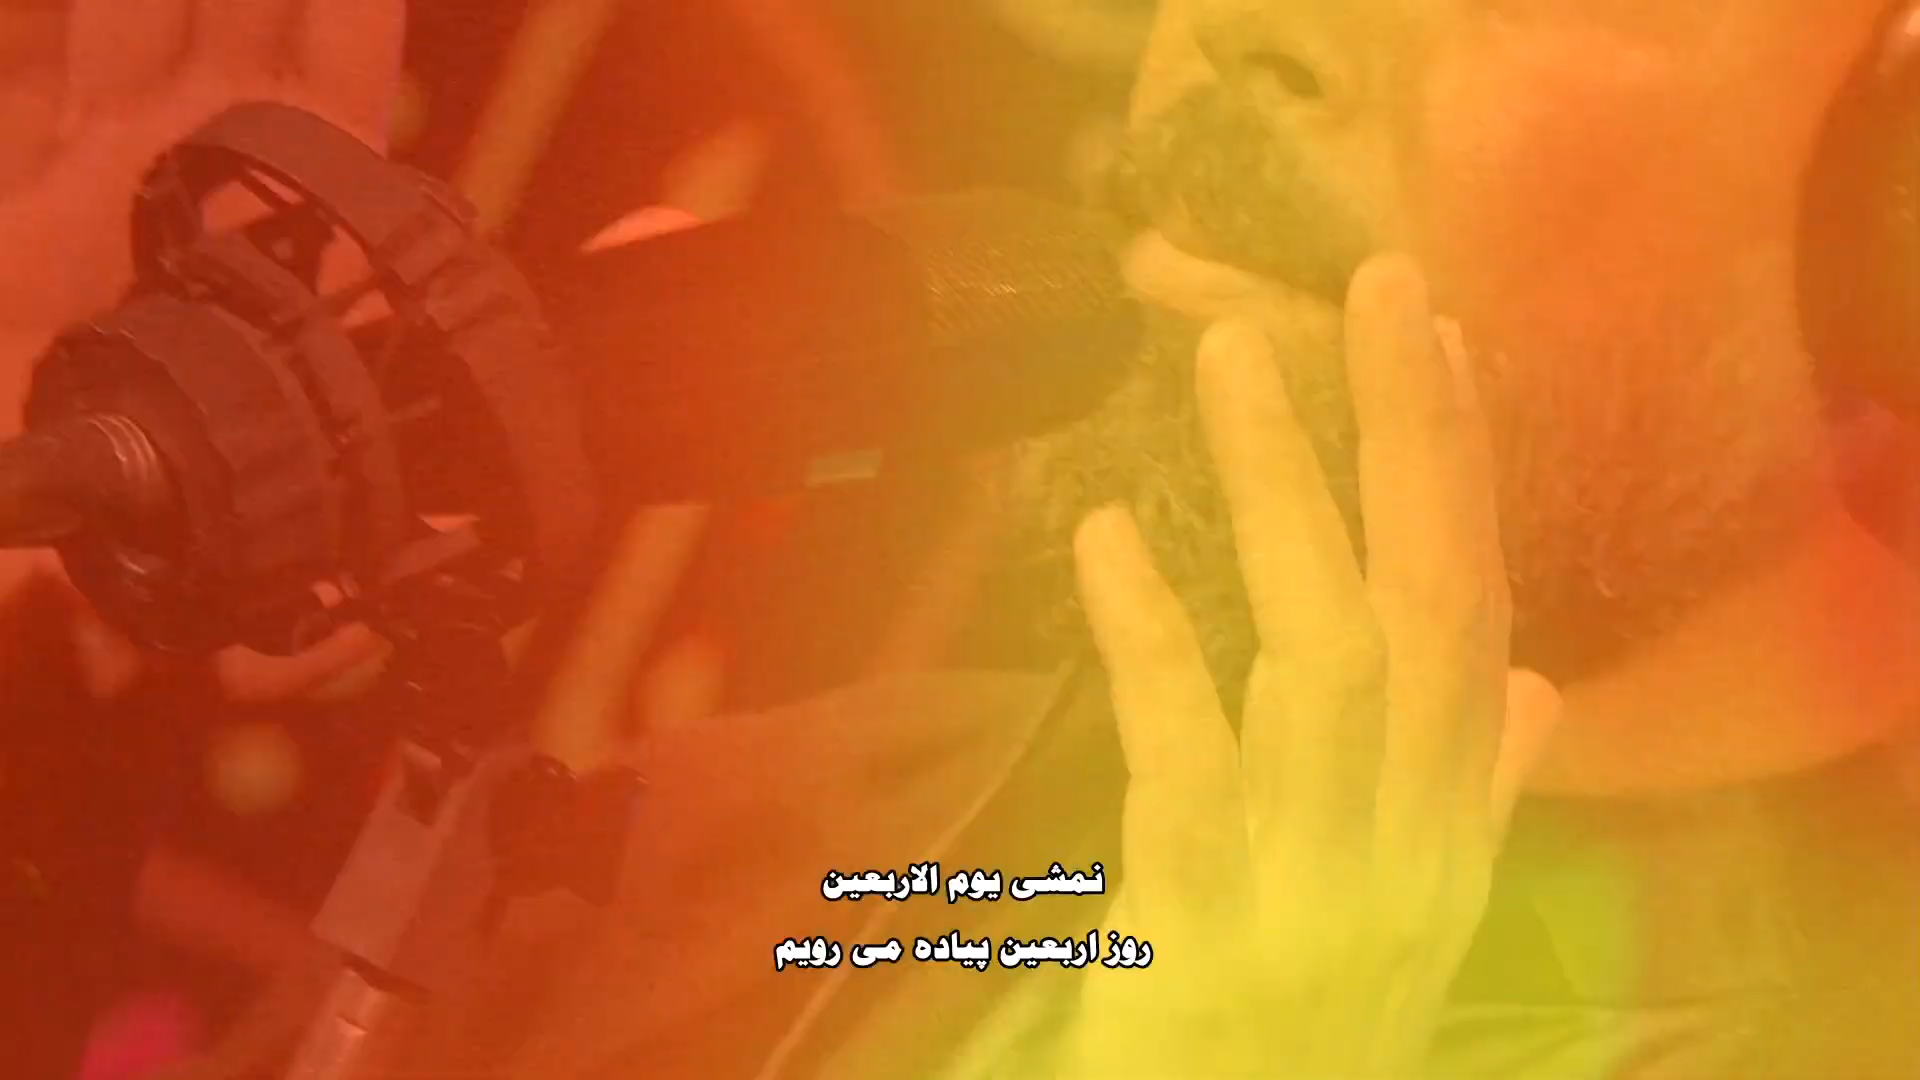 نمشی یوم الاربعین
روز اربعین پیاده می رویم